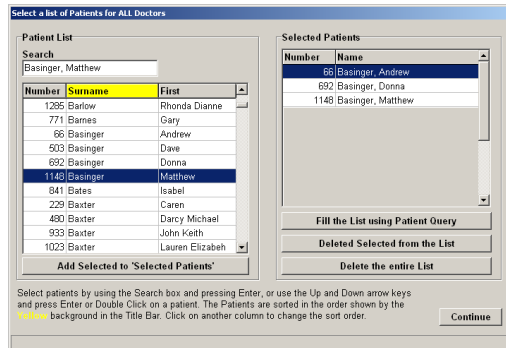 Select a list of Patients for ALL Doctors
Patient List
Search
Basinger, Matthew
Number Surname First
1285 Barlow Rhonda Dianne
771 Barnes Gary
66 Basinger Andrew
503 Basinger Dave
692 Basinger Donna
1148 Basinger Matthew
841 Bates Isabel
229 Baxter Caren
480 Baxter Darcy Michael
933 Baxter John Keith
1023 Baxter Lauren Elizabeh
Add Selected to 'Selected Patients'
Selected Patients
Number Name
66 Basinger, Andrew
692 Basinger, Donna
1148 Basinger, Matthew
Fill the List using Patient Query
Deleted Selected from the List
Delete the entire List
Select patients by using the Search box and pressing Enter, or use the Up and Down arrow keys
and press Enter or Double Click on a patient. The Patients are sorted in the order shown by the
Yellow background in the Title Bar. Click on another column to change the sort order.
Continue